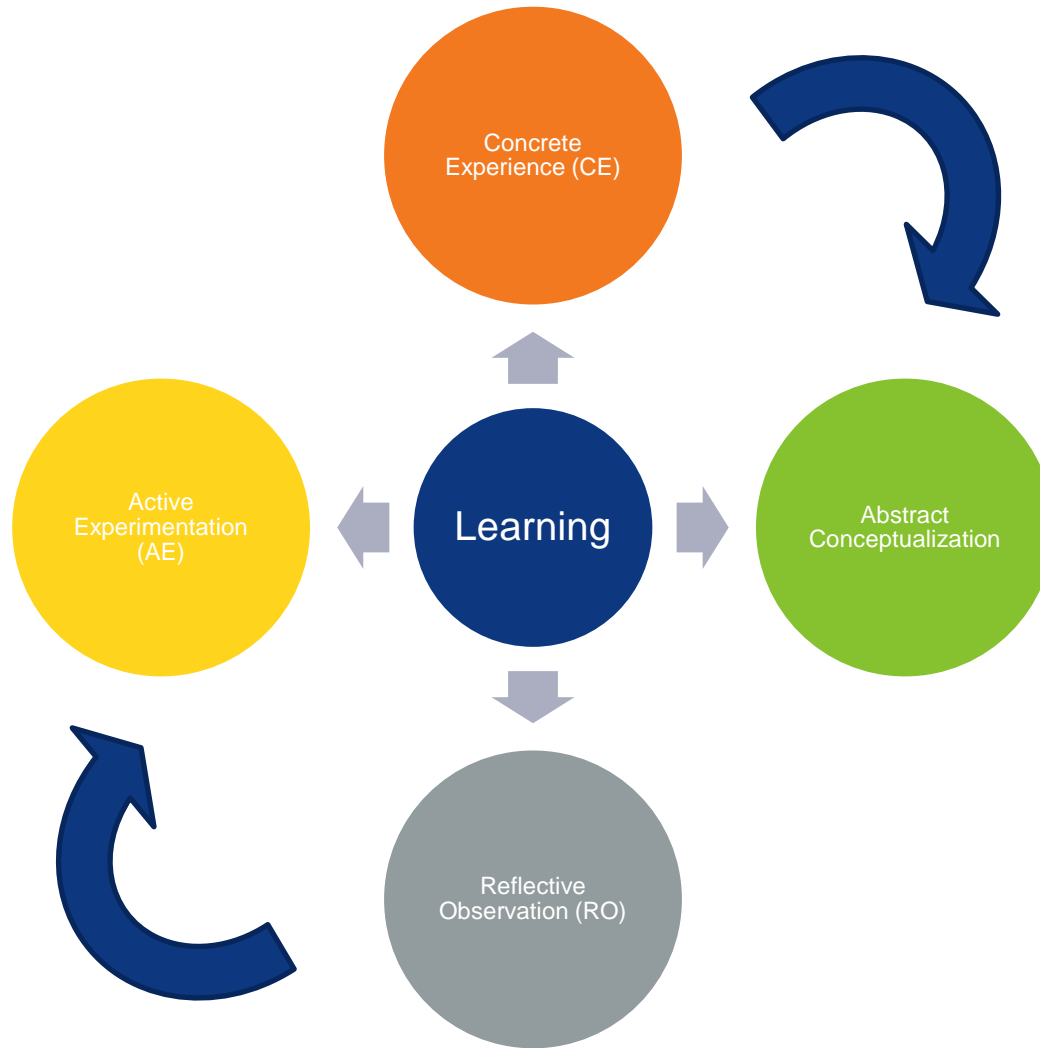 Concrete
Experience (CE)
Active
Experimentation
(AE)
Learning
Abstract
Conceptualization
Reflective
Observation (RO)